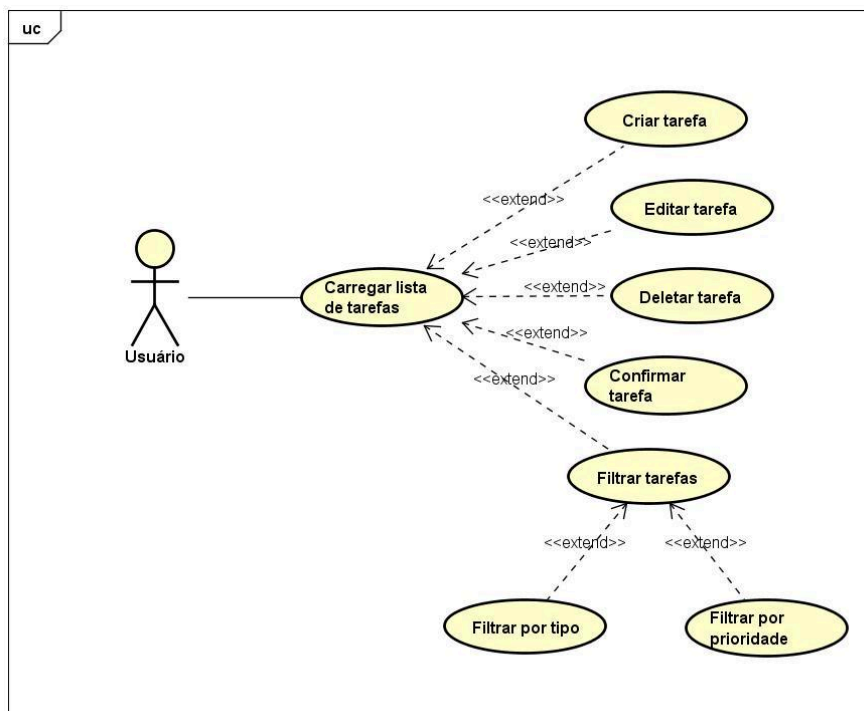 uc
Criar tarefa
<<extend>>
Editar tarefa
<<extend>>
Carregar lista
de tarefas
<<extend>>
Deletar tarefa
Usuário
<<extend>>
Confirmar
tarefa
<<extend>>
Filtrar tarefas
<<extend>>
<<extend>>
Filtrar por tipo
Filtrar por
prioridade